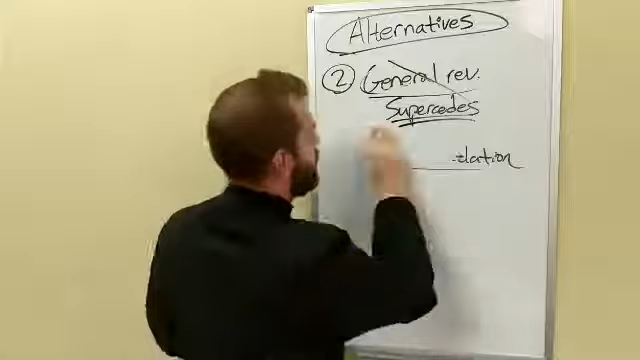 Alternatives
② General rev.
Supercedes